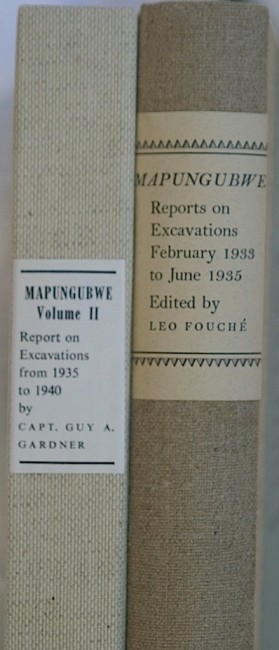 MAPUNGUBWE
Volume II
Report on
Excavations
from 1935
to 1940
by
CAPT. GUY A.
GARDNER
MAPUNGUBWE
Reports on
Excavations
February 1933
to June 1935
Edited by
LEO FOUCHÉ